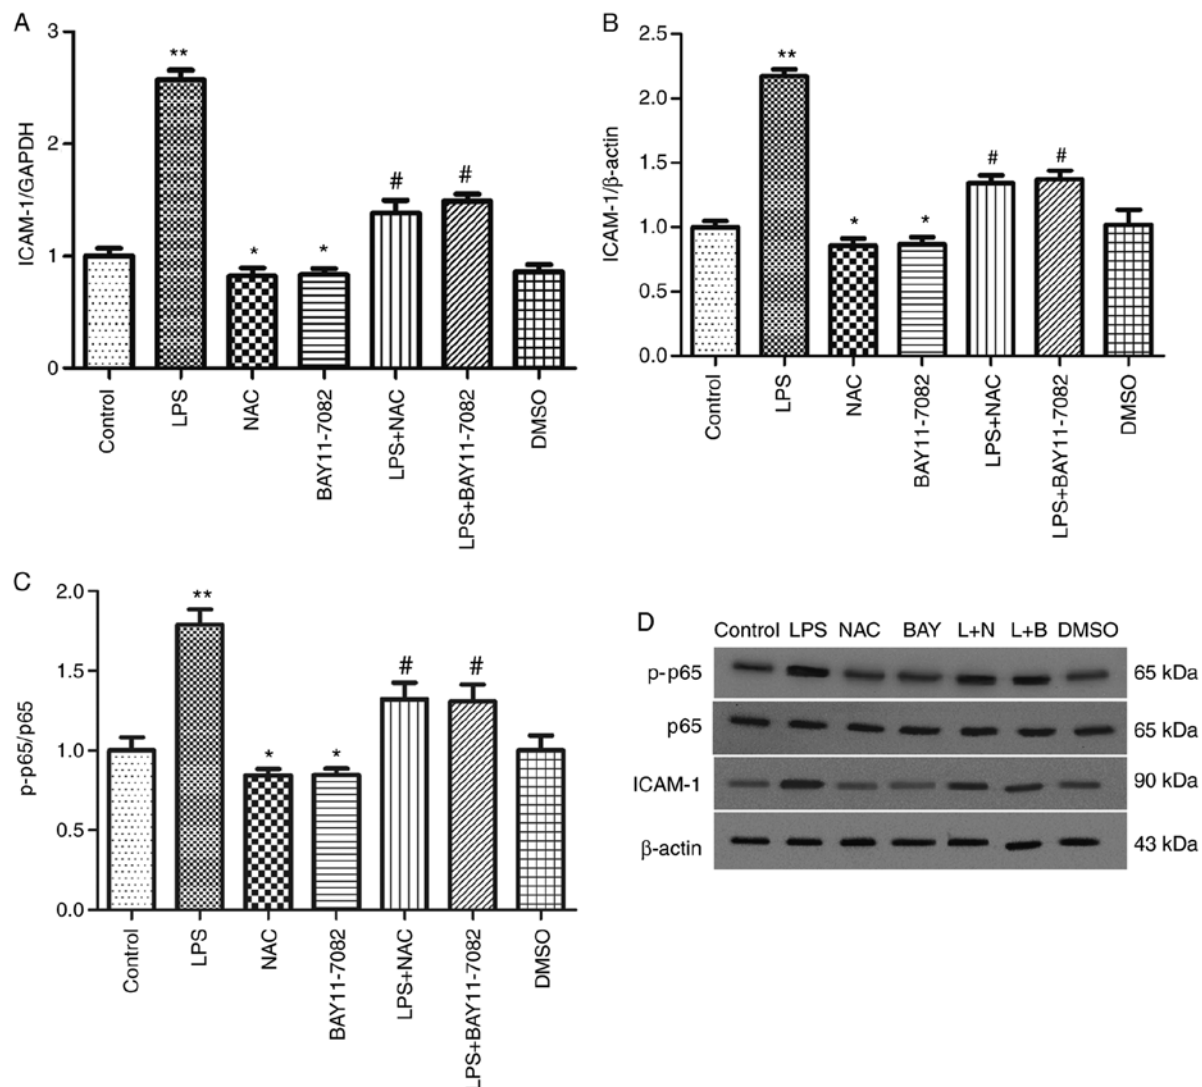 A
ICAM-1/GAPDH
3
2
1
0
**
*
*
#
#
Control
LPS
NAC
BAY11-7082
LPS+NAC
LPS+BAY11-7082
DMSO
B
ICAM-1/β-actin
2.5
2.0
1.5
1.0
0.5
0.0
**
*
*
#
#
Control
LPS
NAC
BAY11-7082
LPS+NAC
LPS+BAY11-7082
DMSO
C
p-p65/p65
2.0
1.5
1.0
0.5
0.0
**
*
*
#
#
Control
LPS
NAC
BAY11-7082
LPS+NAC
LPS+BAY11-7082
DMSO
D
Control LPS NAC BAY L+N L+B DMSO
p-p65 65 kDa
p65 65 kDa
ICAM-1 90 kDa
β-actin 43 kDa